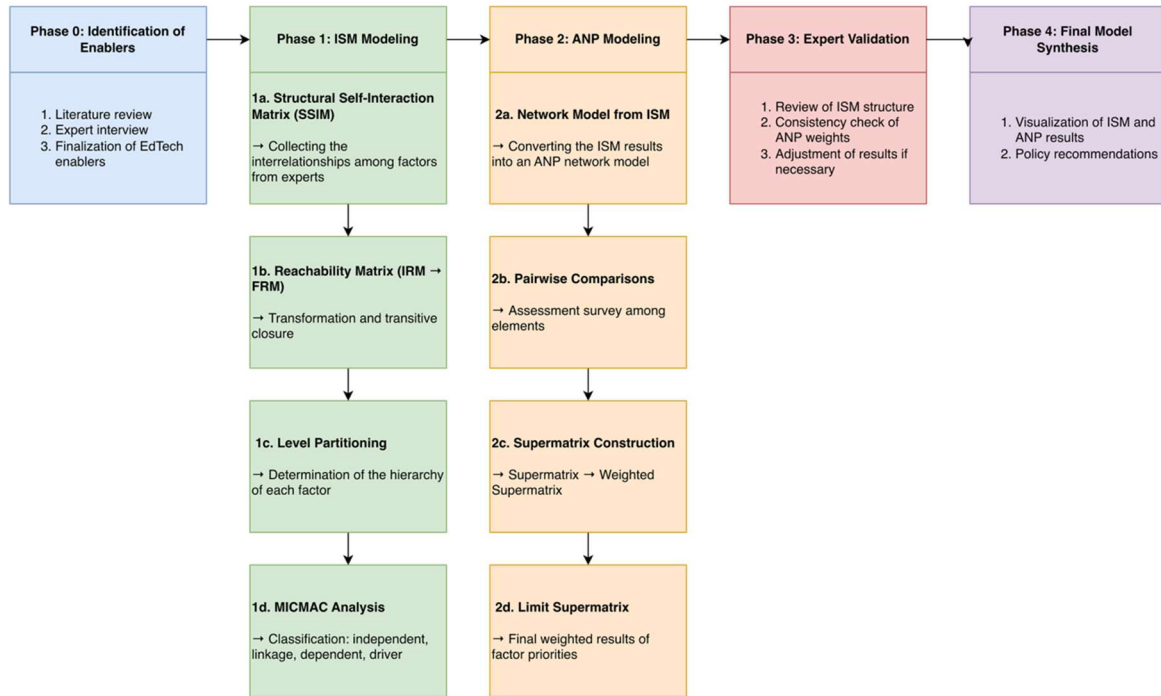 Phase 0: Identification of
Enablers
1. Literature review
2. Expert interview
3. Finalization of EdTech
enablers
Phase 1: ISM Modeling
1a. Structural Self-Interaction
Matrix (SSIM)
→ Collecting the
interrelationships among factors
from experts
1b. Reachability Matrix (IRM →
FRM)
→ Transformation and transitive
closure
1c. Level Partitioning
→ Determination of the hierarchy
of each factor
1d. MICMAC Analysis
→ Classification: independent,
linkage, dependent, driver
Phase 2: ANP Modeling
2a. Network Model from ISM
→ Converting the ISM results
into an ANP network model
2b. Pairwise Comparisons
→ Assessment survey among
elements
2c. Supermatrix Construction
→ Supermatrix → Weighted
Supermatrix
2d. Limit Supermatrix
→ Final weighted results of
factor priorities
Phase 3: Expert Validation
1. Review of ISM structure
2. Consistency check of
ANP weights
3. Adjustment of results if
necessary
Phase 4: Final Model
Synthesis
1. Visualization of ISM and
ANP results
2. Policy recommendations